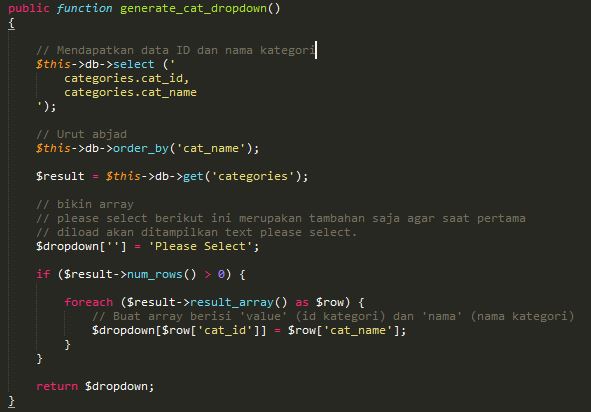 public function generate_cat_dropdown()
{
// Mendapatkan data ID dan nama kategori
$this->db->select ('
categories.cat_id,
categories.cat_name
');
// Urut abjad
$this->db->order_by('cat_name');
$result = $this->db->get('categories');
// bikin array
// please select berikut ini merupakan tambahan saja agar saat pertama
// diload akan ditampilkan text please select.
$dropdown[''] = 'Please Select';
if ($result->num_rows() > 0) {
foreach ($result->result_array() as $row) {
// Buat array berisi 'value' (id kategori) dan 'nama' (nama kategori)
$dropdown[$row['cat_id']] = $row['cat_name'];
}
}
return $dropdown;
}